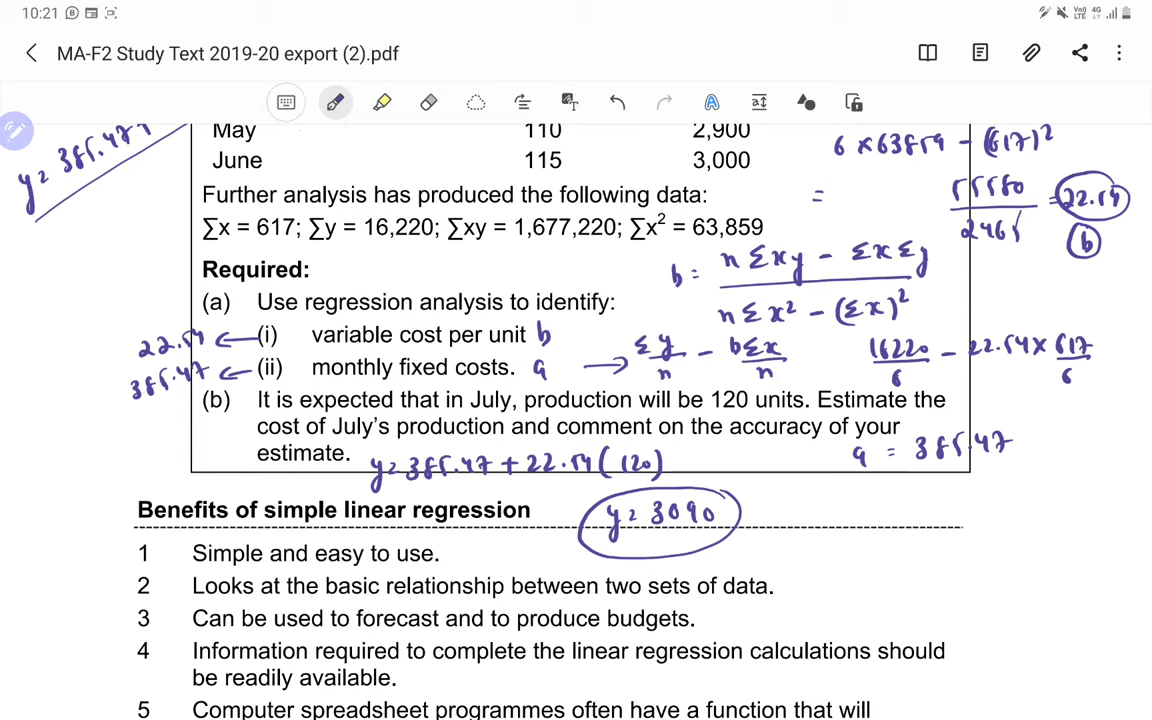 10:21
Vo)) LTE 4G
MA-F2 Study Text 2019-20 export (2).pdf
y = 385.47+
May 110 2,900
6 × 63859 - (617)²
June 115 3,000
Further analysis has produced the following data:
= 55580 / 2465 = 22.54
∑x = 617; ∑y = 16,220; ∑xy = 1,677,220; ∑x² = 63,859
b
Required:
b = n Σxy - Σx Σy / n Σx² - (Σx)²
(a) Use regression analysis to identify:
22.54 ← (i) variable cost per unit b
385.47 ← (ii) monthly fixed costs. a → Σy/n - bΣx/n
16220/6 - 22.54 × 617/6
(b) It is expected that in July, production will be 120 units. Estimate the
cost of July's production and comment on the accuracy of your
estimate.
a = 385.47
y = 385.47 + 22.54 (120)
y = 3090
Benefits of simple linear regression
1 Simple and easy to use.
2 Looks at the basic relationship between two sets of data.
3 Can be used to forecast and to produce budgets.
4 Information required to complete the linear regression calculations should
be readily available.
5 Computer spreadsheet programmes often have a function that will